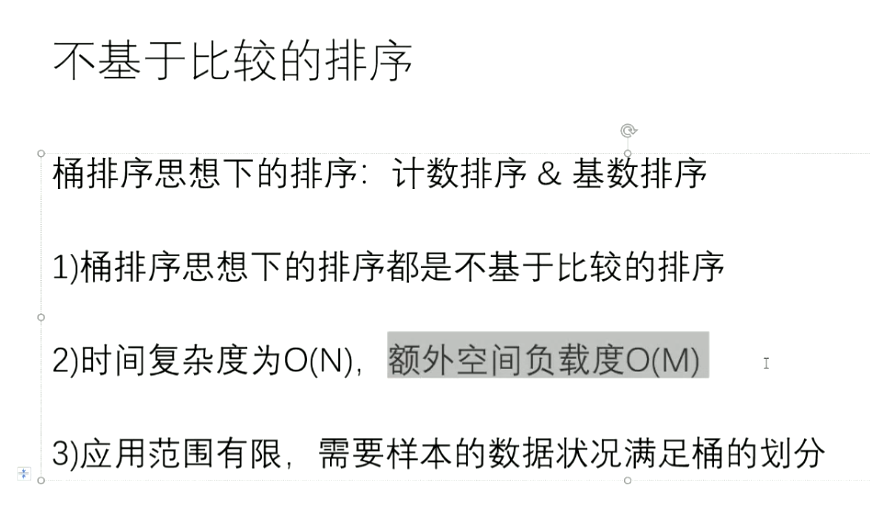 不基于比较的排序
桶排序思想下的排序：计数排序 & 基数排序
1)桶排序思想下的排序都是不基于比较的排序
2)时间复杂度为O(N)，额外空间负载度O(M)
3)应用范围有限，需要样本的数据状况满足桶的划分